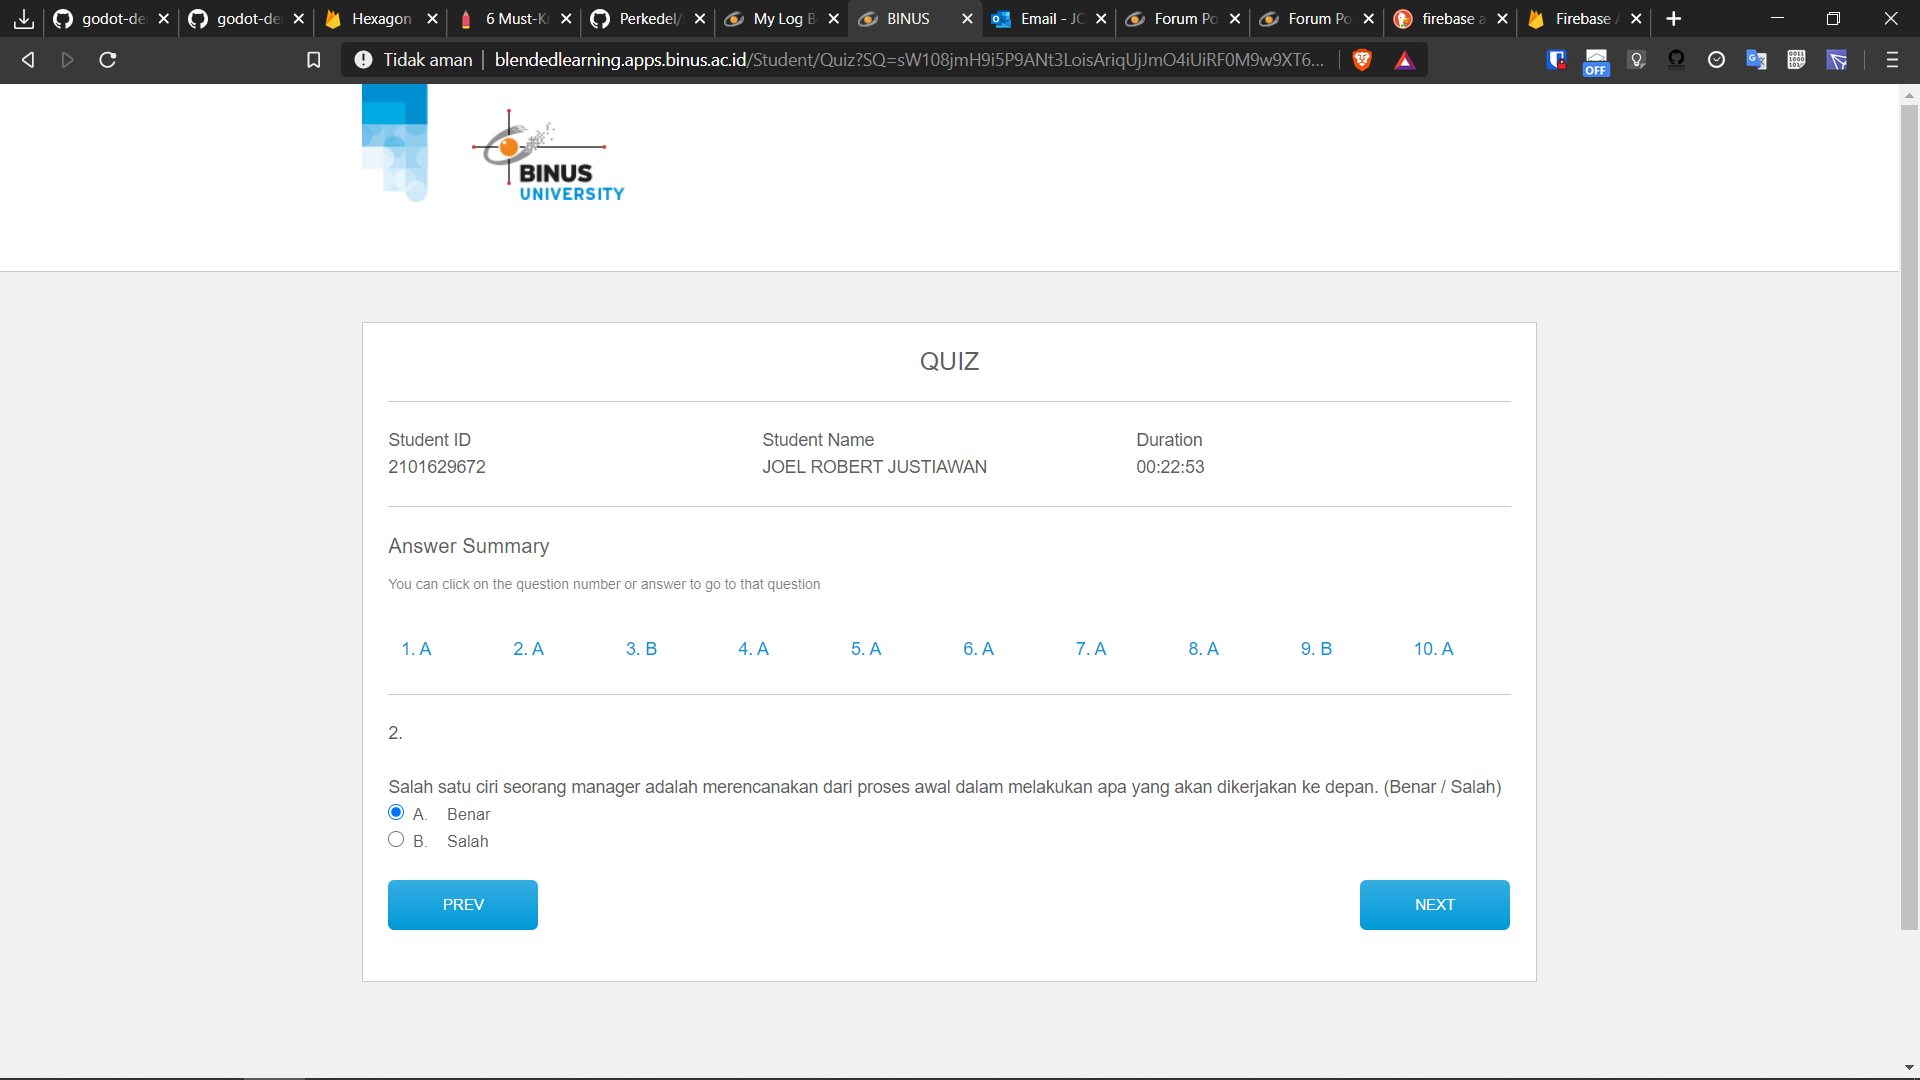 godot-de
godot-de
Hexagon
6 Must-K
Perkedel/
My Log B
BINUS
Email - JO
Forum Po
Forum Po
firebase a
Firebase
Tidak aman
blendedlearning.apps.binus.ac.id/Student/Quiz?SQ=sW108jmH9i5P9ANt3LoisAriqUjJmO4iUiRF0M9w9XT6...
OFF
BINUS
UNIVERSITY
QUIZ
Student ID
2101629672
Student Name
JOEL ROBERT JUSTIAWAN
Duration
00:22:53
Answer Summary
You can click on the question number or answer to go to that question
1. A 2. A 3. B 4. A 5. A 6. A 7. A 8. A 9. B 10. A
2.
Salah satu ciri seorang manager adalah merencanakan dari proses awal dalam melakukan apa yang akan dikerjakan ke depan. (Benar / Salah)
A. Benar
B. Salah
PREV
NEXT